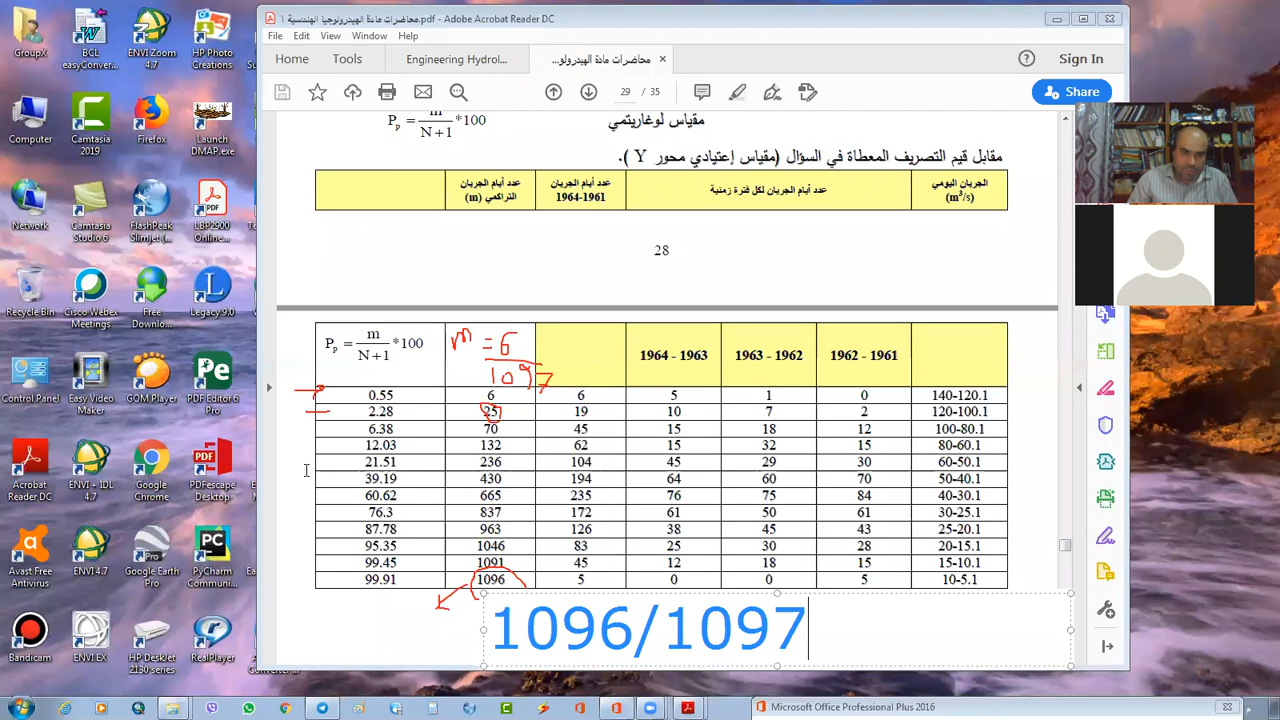 GroupX
BCL easyConver...
ENVI Zoom 4.7
HP Photo Creations
Computer
Camtasia 2019
Firefox
Launch DMAP.exe
Network
Camtasia Studio 6
FlashPeak Slimjet (...
LBP2900 Online...
Recycle Bin
Cisco Webex Meetings
Free Downlo...
Legacy 9.0
Control Panel
Easy Video Maker
GOM Player
PDF Editor 6
Acrobat Reader DC
ENVI + IDL 4.7
Google Chrome
PDFescape Desktop
Avast Free Antivirus
ENVI 4.7
Google Earth Pro
PyCharm Communi...
Bandicam
ENVI EX
HP DeskJet 2130 series
RealPlayer
محاضرات مادة الهيدرولوجيا الهندسية ١.pdf - Adobe Acrobat Reader DC
File Edit View Window Help
Home Tools Engineering Hydrol... محاضرات مادة الهيدرولو... × Sign In
29 / 35 Share
P_p = m / N+1 *100 مقياس لوغاريتمي
مقابل قيم التصريف المعطاة في السؤال (مقياس إعتيادي محور Y ).
الجريان اليومي (m³/s) عدد أيام الجريان لكل فترة زمنية عدد أيام الجريان 1964-1961 عدد أيام الجريان التراكمي (m)
28
P_p = m / N+1 *100 m = 6 / 1097 1964 - 1963 1963 - 1962 1962 - 1961
0.55 6 6 5 1 0 140-120.1
2.28 25 19 10 7 2 120-100.1
6.38 70 45 15 18 12 100-80.1
12.03 132 62 15 32 15 80-60.1
21.51 236 104 45 29 30 60-50.1
39.19 430 194 64 60 70 50-40.1
60.62 665 235 76 75 84 40-30.1
76.3 837 172 61 50 61 30-25.1
87.78 963 126 38 45 43 25-20.1
95.35 1046 83 25 30 28 20-15.1
99.45 1091 45 12 18 15 15-10.1
99.91 1096 5 0 0 5 10-5.1
1096/1097
Microsoft Office Professional Plus 2016